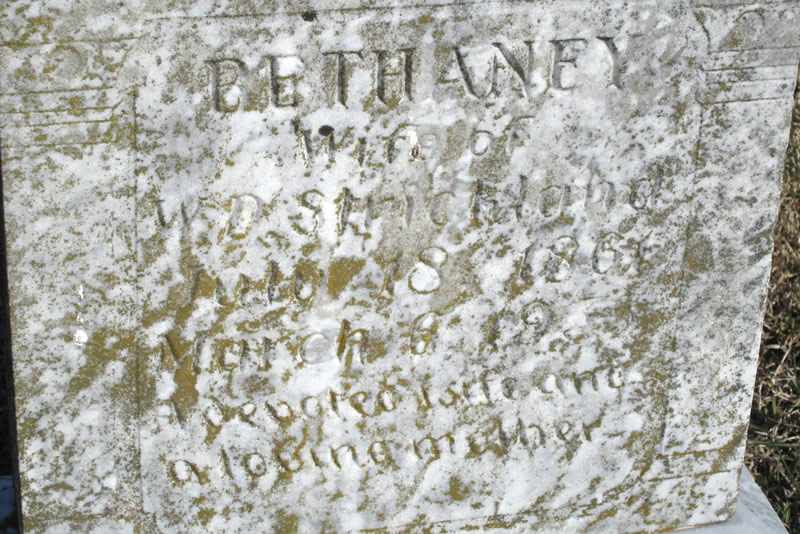 BETHANEY
Wife of
W.D. Strickland
July 18 1861
March 6 19
A devoted wife and
a loving mother